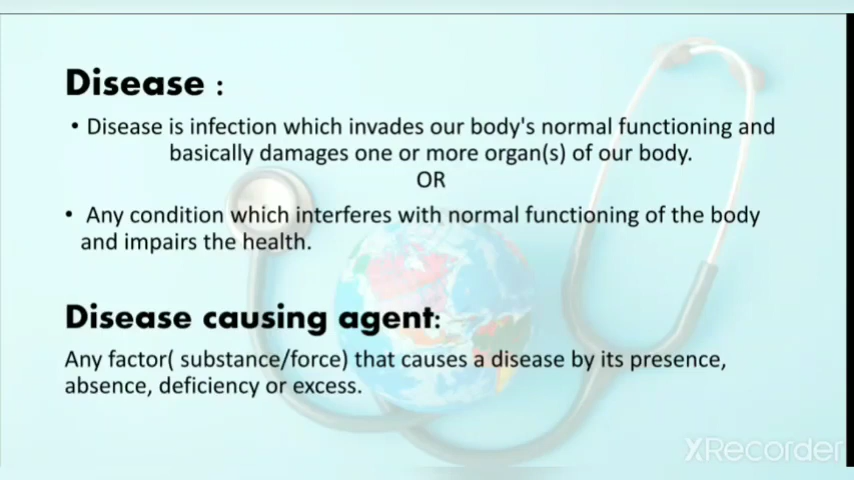 Disease :
• Disease is infection which invades our body's normal functioning and
basically damages one or more organ(s) of our body.
OR
• Any condition which interferes with normal functioning of the body
and impairs the health.
Disease causing agent:
Any factor( substance/force) that causes a disease by its presence,
absence, deficiency or excess.
XRecorder